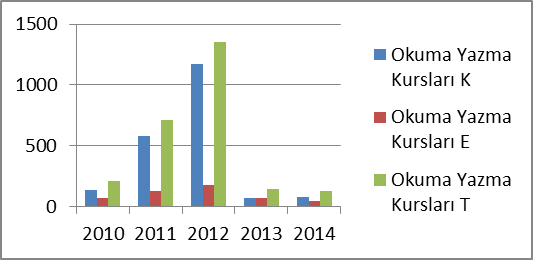 1500
1000
500
0
2010 2011 2012 2013 2014
Okuma Yazma
Kursları K
Okuma Yazma
Kursları E
Okuma Yazma
Kursları T